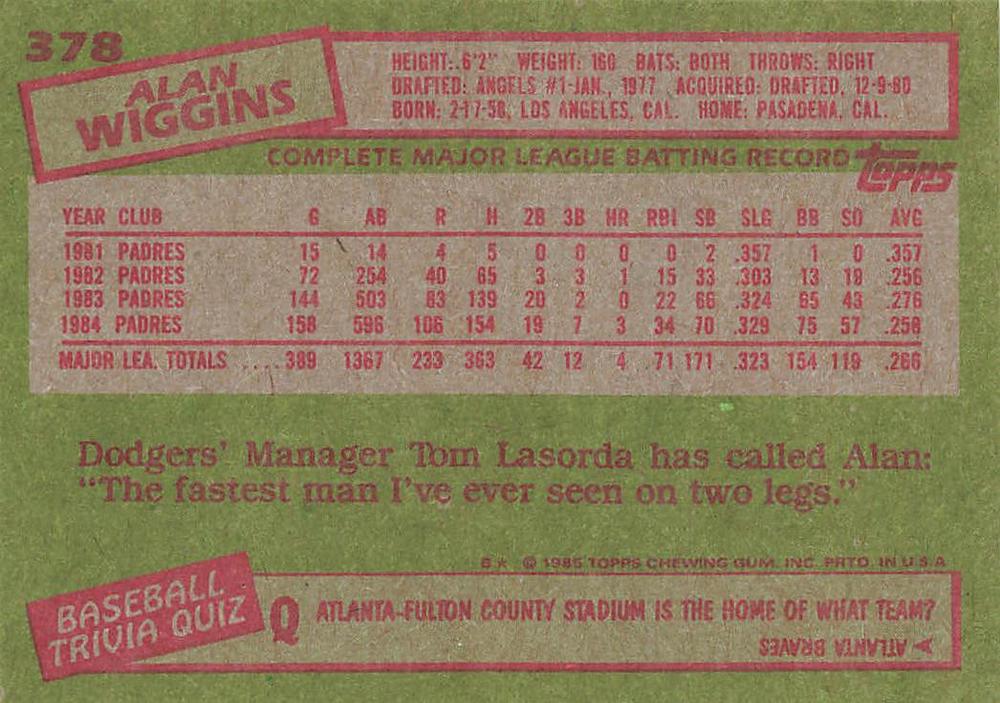 378
ALAN
WIGGINS
HEIGHT: 6'2" WEIGHT: 160 BATS: BOTH THROWS: RIGHT
DRAFTED: ANGELS #1-JAN., 1977 ACQUIRED: DRAFTED, 12-9-80
BORN: 2-17-58, LOS ANGELES, CAL. HOME: PASADENA, CAL.
COMPLETE MAJOR LEAGUE BATTING RECORD topps
YEAR CLUB G AB R H 2B 3B HR RBI SB SLG BB SO AVG
1981 PADRES 15 14 4 5 0 0 0 0 2 .357 1 0 .357
1982 PADRES 72 254 40 65 3 3 1 15 33 .303 13 19 .256
1983 PADRES 144 503 83 139 20 2 0 22 66 .324 65 43 .276
1984 PADRES 158 596 106 154 19 7 3 34 70 .329 75 57 .258
MAJOR LEA. TOTALS .... 389 1367 233 363 42 12 4 71 171 .323 154 119 .266
Dodgers' Manager Tom Lasorda has called Alan:
"The fastest man I've ever seen on two legs."
B* © 1985 TOPPS CHEWING GUM, INC. PRTD. IN U.S.A
BASEBALL
TRIVIA QUIZ
Q ATLANTA-FULTON COUNTY STADIUM IS THE HOME OF WHAT TEAM?
A ATLANTA BRAVES